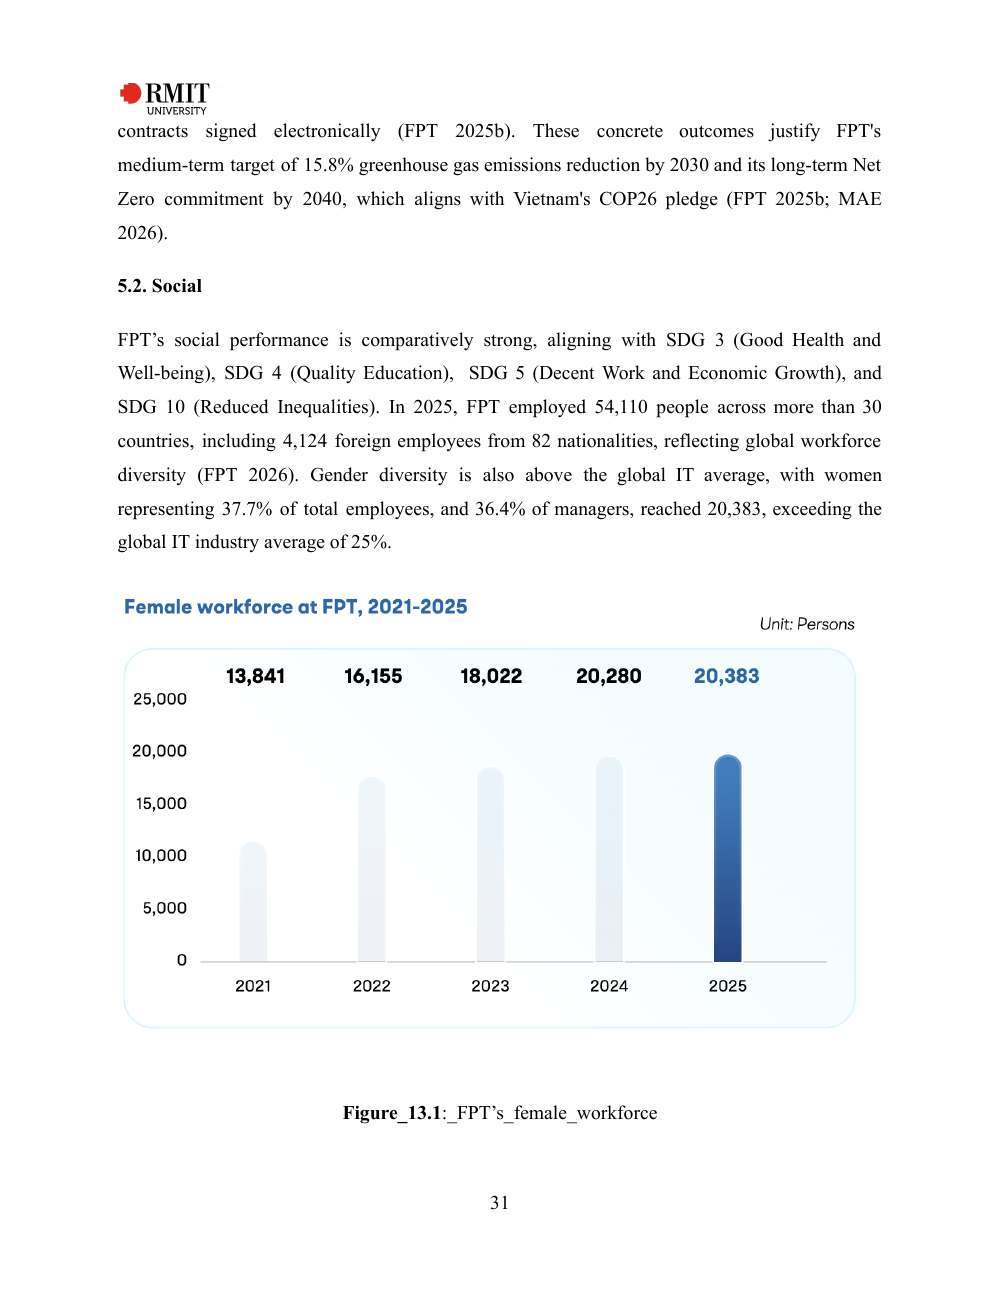 RMIT
UNIVERSITY
contracts signed electronically (FPT 2025b). These concrete outcomes justify FPT's
medium-term target of 15.8% greenhouse gas emissions reduction by 2030 and its long-term Net
Zero commitment by 2040, which aligns with Vietnam's COP26 pledge (FPT 2025b; MAE
2026).
5.2. Social
FPT’s social performance is comparatively strong, aligning with SDG 3 (Good Health and
Well-being), SDG 4 (Quality Education), SDG 5 (Decent Work and Economic Growth), and
SDG 10 (Reduced Inequalities). In 2025, FPT employed 54,110 people across more than 30
countries, including 4,124 foreign employees from 82 nationalities, reflecting global workforce
diversity (FPT 2026). Gender diversity is also above the global IT average, with women
representing 37.7% of total employees, and 36.4% of managers, reached 20,383, exceeding the
global IT industry average of 25%.
Female workforce at FPT, 2021-2025
Unit: Persons
13,841 16,155 18,022 20,280 20,383
25,000
20,000
15,000
10,000
5,000
0
2021 2022 2023 2024 2025
Figure_13.1:_FPT’s_female_workforce
31